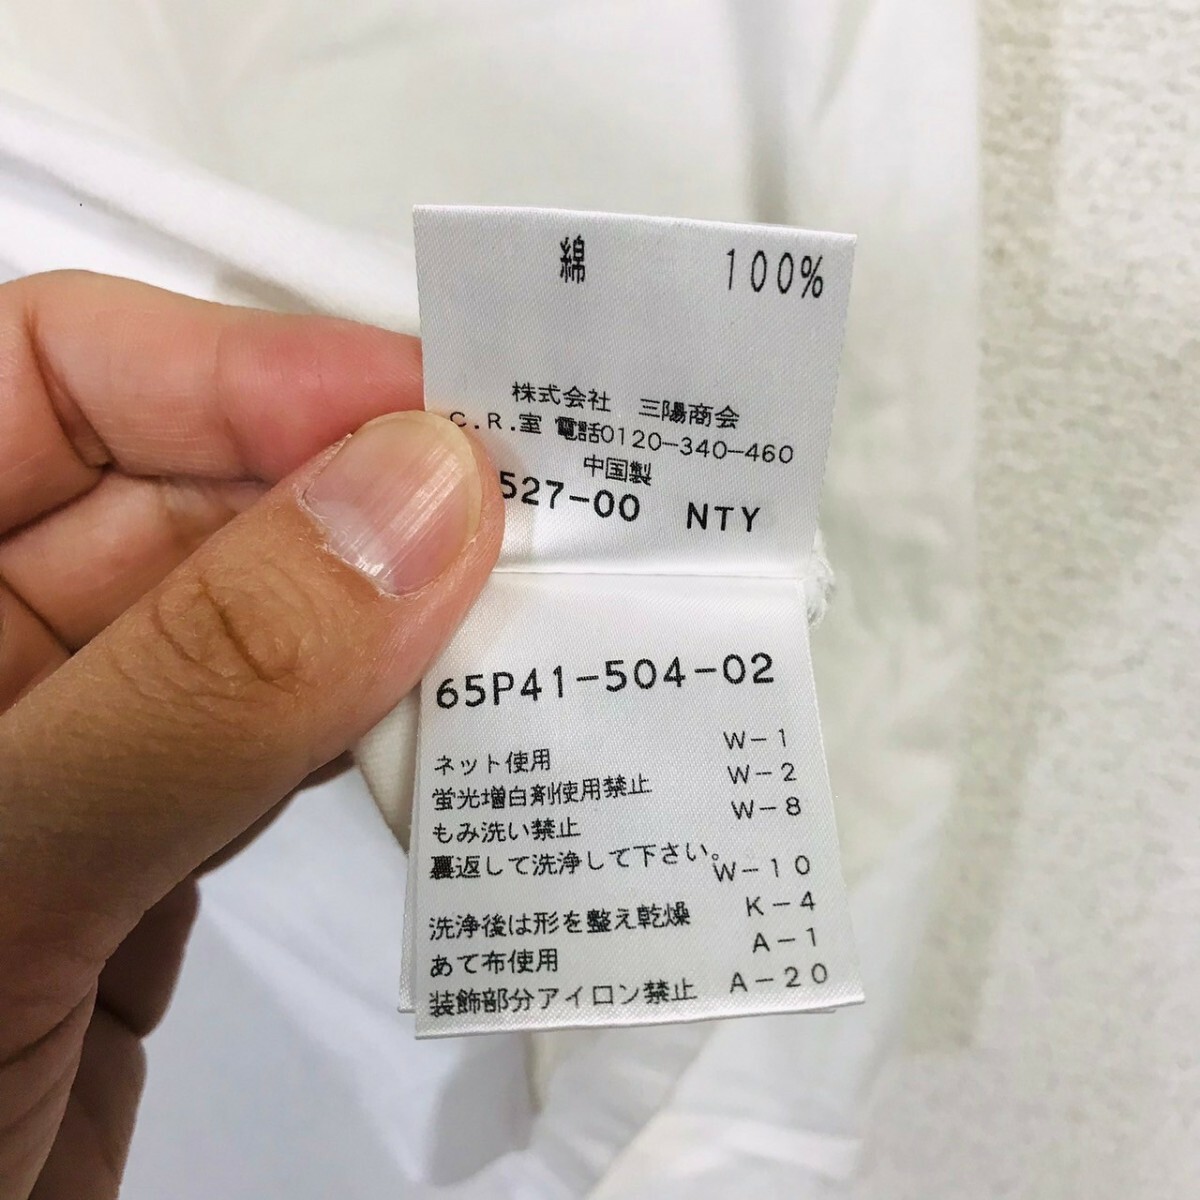 綿 100%
株式会社 三陽商会
C.R.室 電話0120-340-460
中国製
527-00 NTY
65P41-504-02
ネット使用 W-1
蛍光増白剤使用禁止 W-2
もみ洗い禁止 W-8
裏返して洗浄して下さい。 W-10
洗浄後は形を整え乾燥 K-4
あて布使用 A-1
装飾部分アイロン禁止 A-20